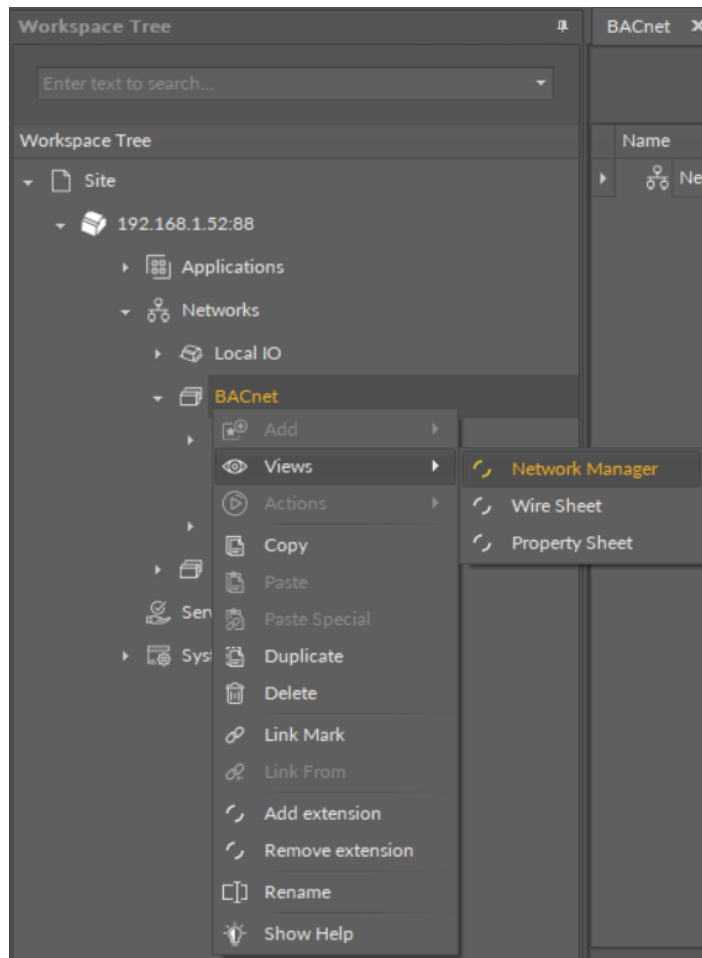 Workspace Tree
BACnet
Enter text to search...
Workspace Tree
Name
Site
192.168.1.52:88
Applications
Networks
Local IO
BACnet
Add
Views
Network Manager
Actions
Wire Sheet
Copy
Property Sheet
Paste
Paste Special
Duplicate
Delete
Link Mark
Link From
Add extension
Remove extension
Rename
Show Help